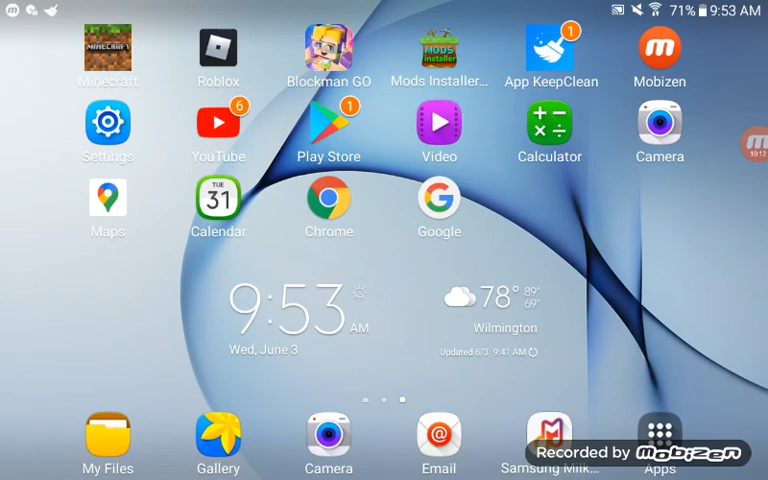 71% 9:53 AM
MINECRAFT
MODS
installer
1
Minecraft
Roblox
Blockman GO
Mods Installer...
App KeepClean
Mobizen
6
1
10:12
Settings
YouTube
Play Store
Video
Calculator
Camera
TUE
31
Maps
Calendar
Chrome
Google
9:53 AM
Wed, June 3
78° 89°
69°
Wilmington
Updated 6/3 9:41 AM
My Files
Gallery
Camera
Email
Samsung Milk...
Apps
Recorded by mobizen